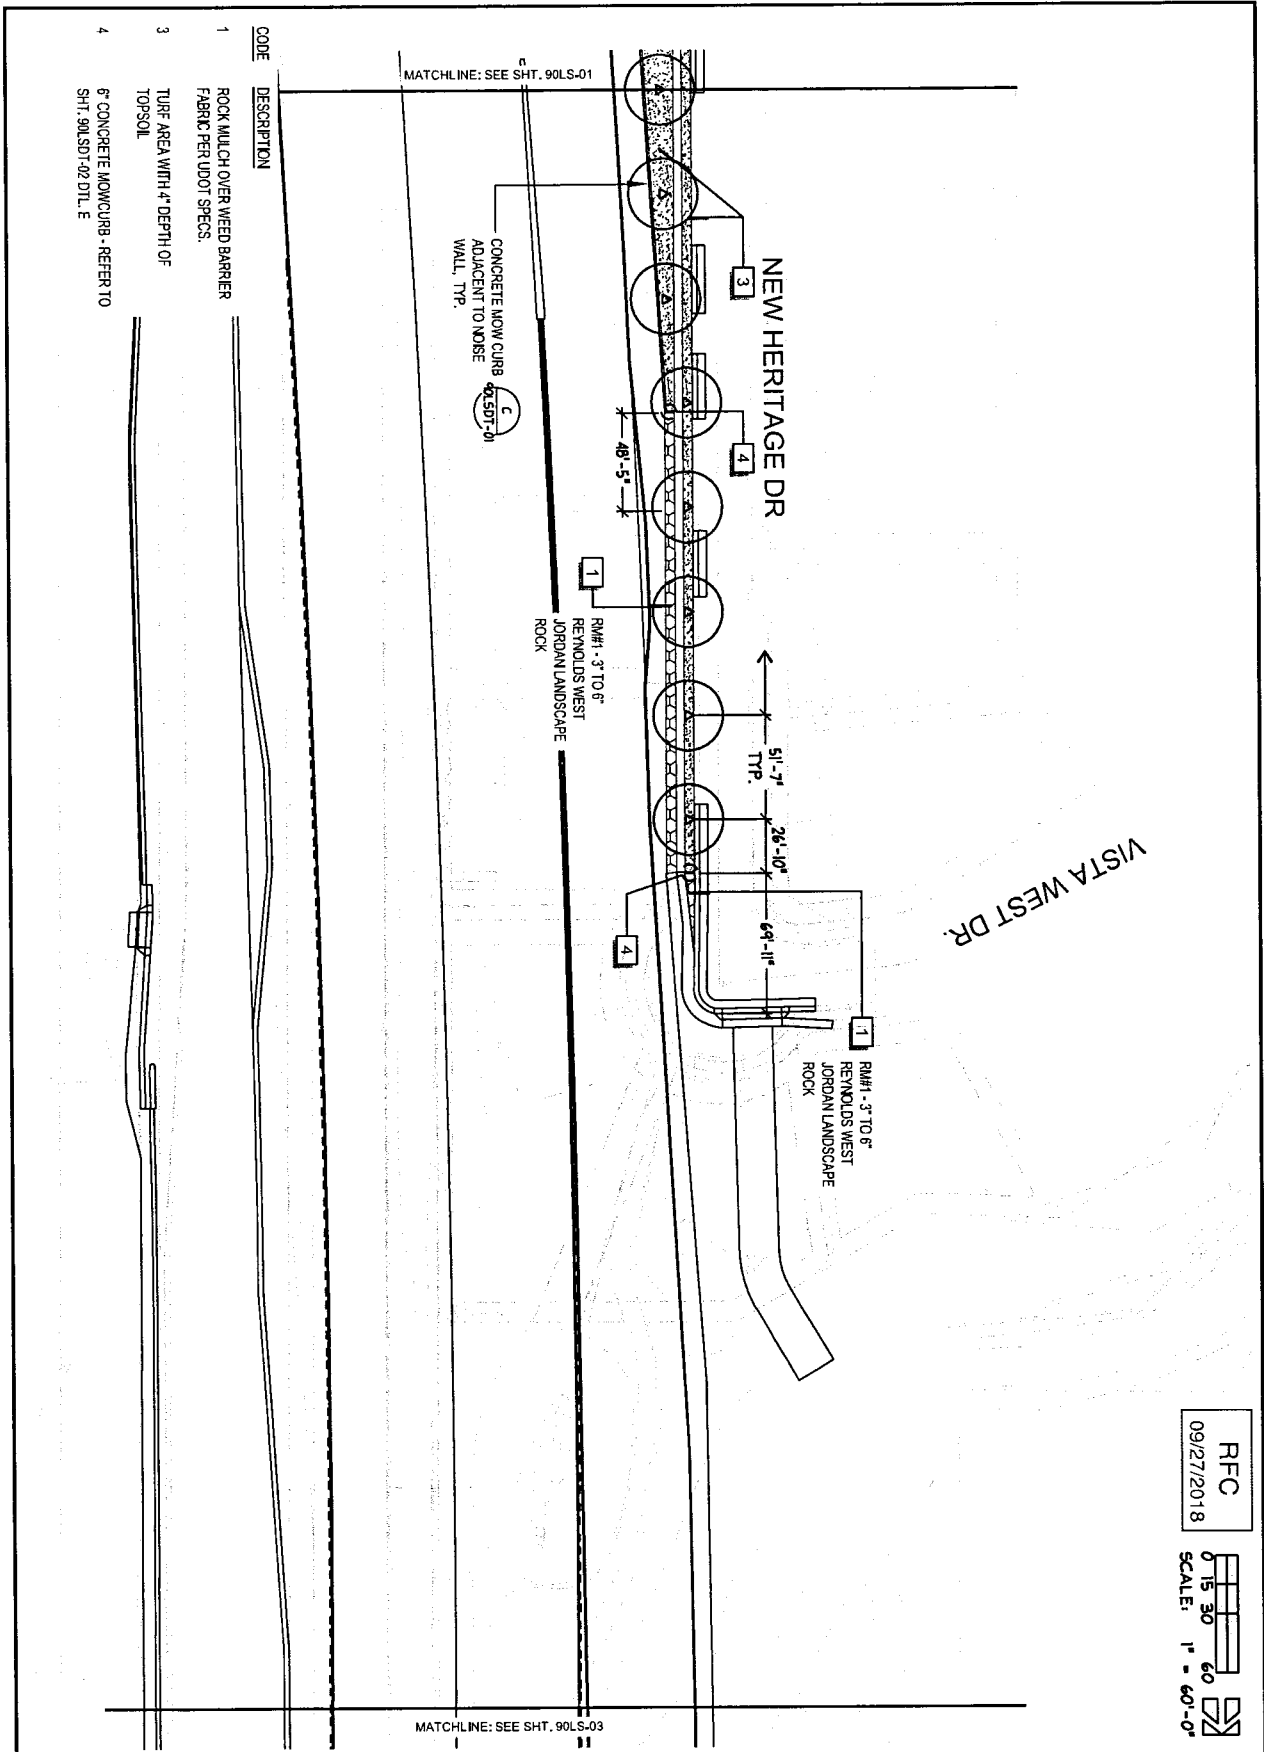 RFC
09/27/2018
0 15 30 60
SCALE: 1" = 60'-0"
VISTA WEST DR.
NEW HERITAGE DR
MATCHLINE: SEE SHT. 90LS-01
3
4
48'-5"
51'-7"
TYP.
26'-10"
69'-11"
1
RM#1 - 3" TO 6"
REYNOLDS WEST
JORDAN LANDSCAPE
ROCK
1
RM#1 - 3" TO 6"
REYNOLDS WEST
JORDAN LANDSCAPE
ROCK
4
CONCRETE MOW CURB
ADJACENT TO NOISE
WALL, TYP.
C
90LSDT-01
MATCHLINE: SEE SHT. 90LS-03
CODE DESCRIPTION
1 ROCK MULCH OVER WEED BARRIER
FABRIC PER UDOT SPECS.
3 TURF AREA WITH 4" DEPTH OF
TOPSOIL
4 6" CONCRETE MOWCURB - REFER TO
SHT. 90LSDT-02 DTL. E